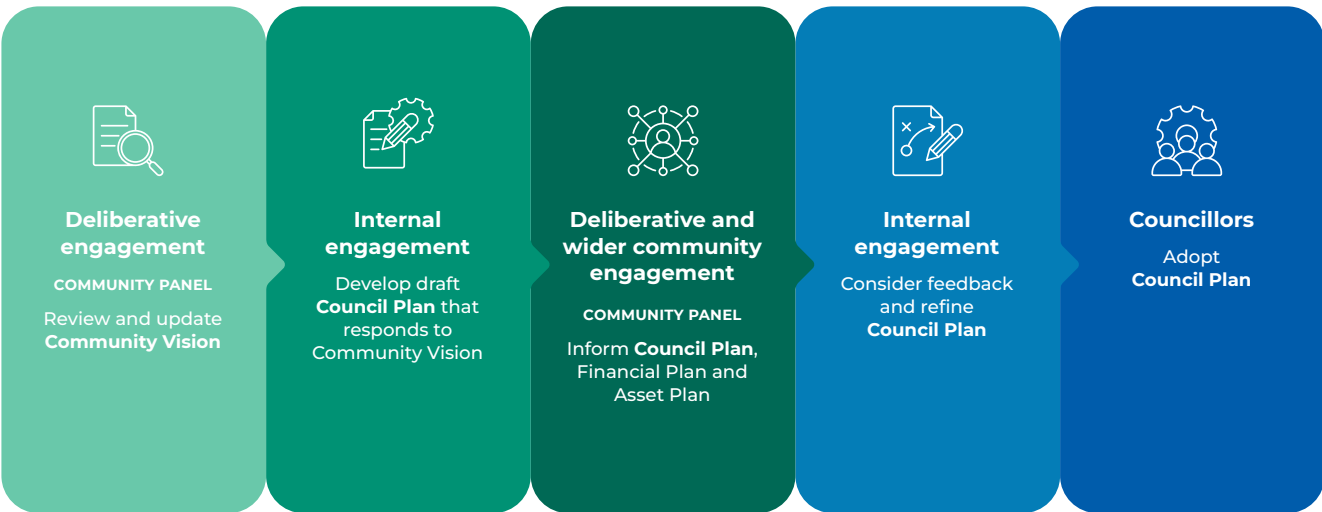 Deliberative
engagement
COMMUNITY PANEL
Review and update
Community Vision
Internal
engagement
Develop draft
Council Plan that
responds to
Community Vision
Deliberative and
wider community
engagement
COMMUNITY PANEL
Inform Council Plan,
Financial Plan and
Asset Plan
Internal
engagement
Consider feedback
and refine
Council Plan
Councillors
Adopt
Council Plan